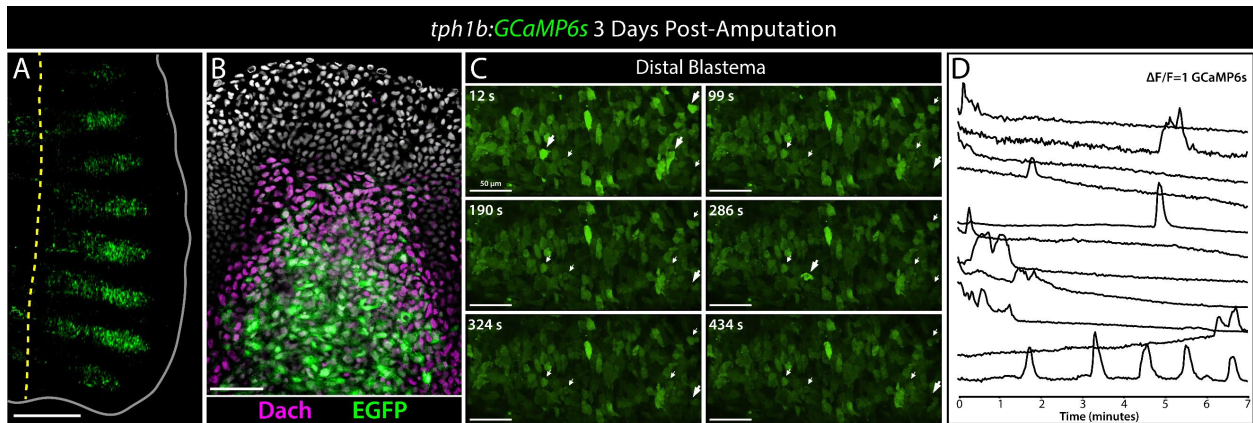 tph1b:GCaMP6s 3 Days Post-Amputation
A
B
Dach EGFP
C
Distal Blastema
12 s
50 µm
99 s
190 s
286 s
324 s
434 s
D
ΔF/F=1 GCaMP6s
0 1 2 3 4 5 6 7
Time (minutes)